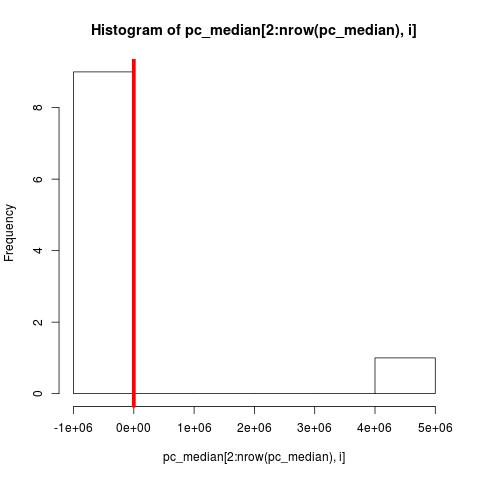 Histogram of pc_median[2:nrow(pc_median), i]
Frequency
8
6
4
2
0
-1e+06 0e+00 1e+06 2e+06 3e+06 4e+06 5e+06
pc_median[2:nrow(pc_median), i]